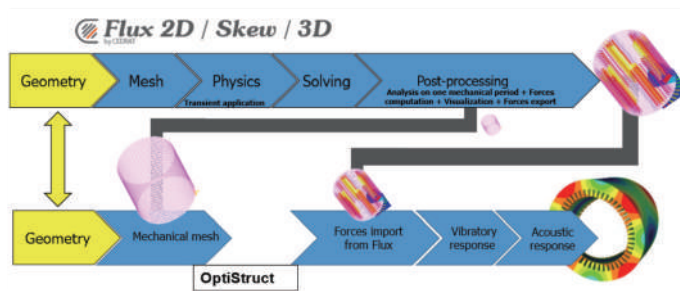 Flux 2D / Skew / 3D
by CEDRAT
Geometry
Mesh
Physics
Transient application
Solving
Post-processing
Analysis on one mechanical period + Forces
computation + Visualization + Forces export
Geometry
Mechanical mesh
OptiStruct
Forces import
from Flux
Vibratory
response
Acoustic
response